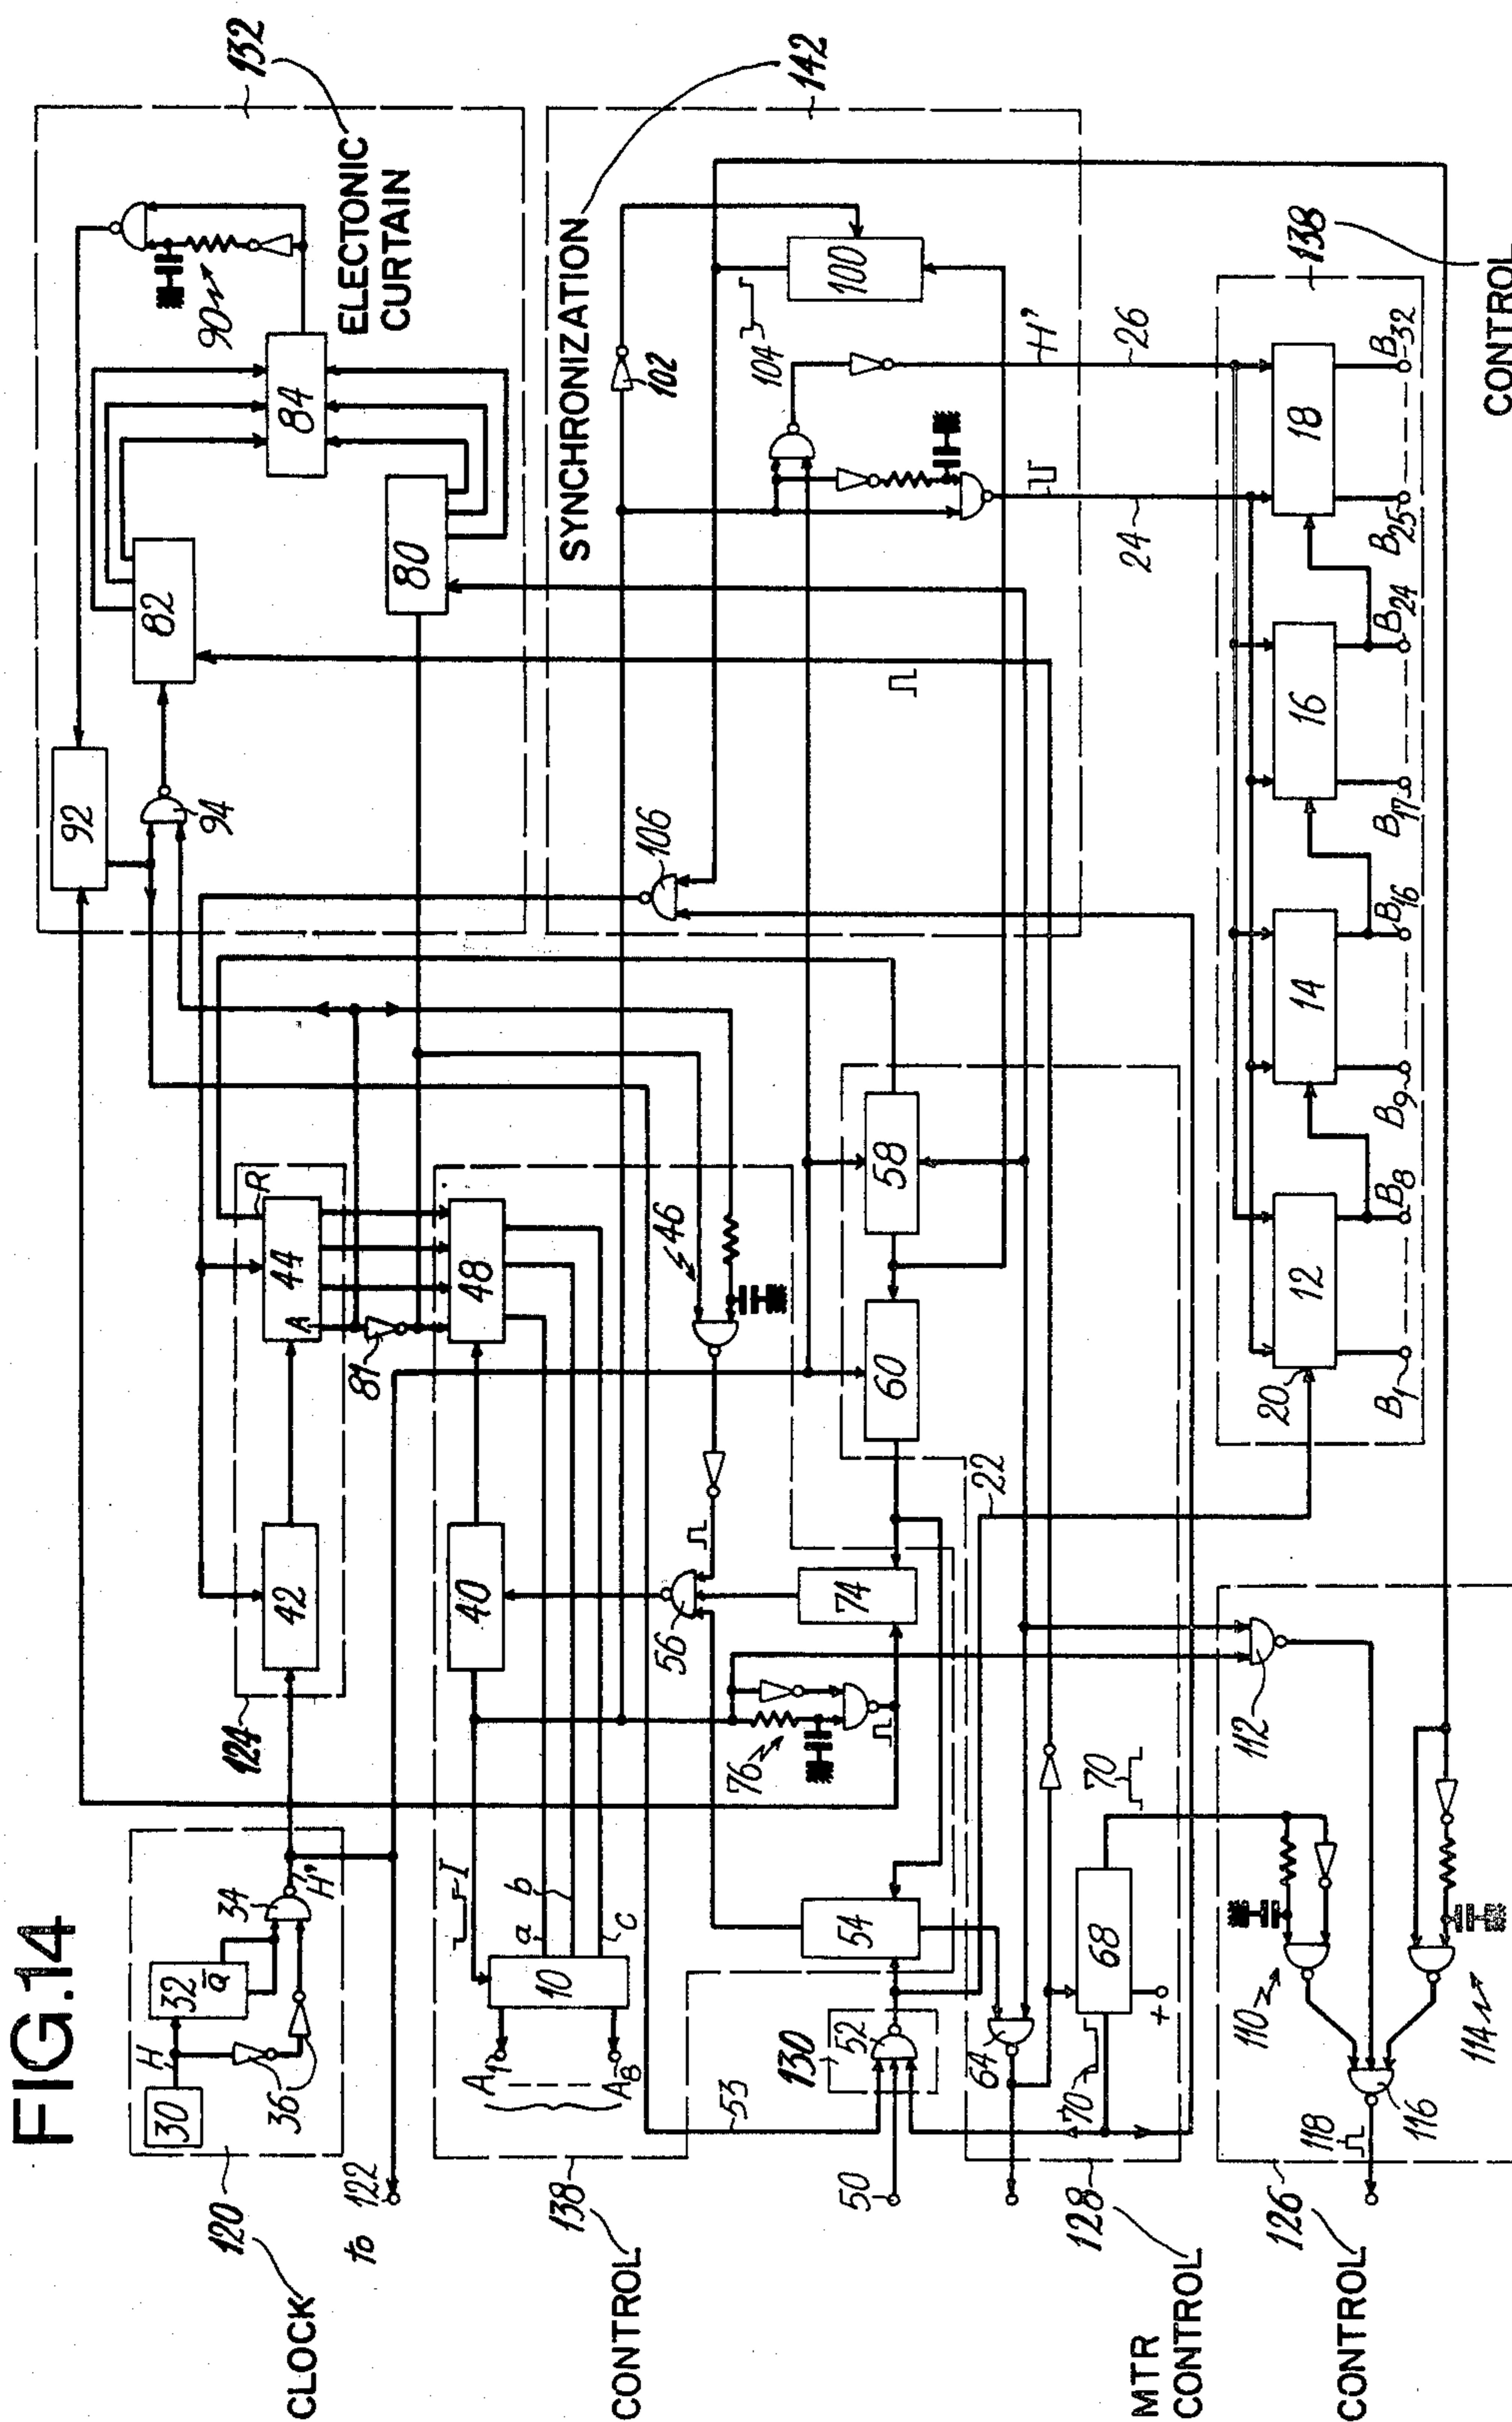 FIG.14
132
ELECTONIC
CURTAIN
90
92
82
84
94
80
142
SYNCHRONIZATION
100
102
104
106
H'
26
24
120
CLOCK
30
H
32
Q̅
34
H'
36
to 122
124
42
44
R
A
81
138
CONTROL
40
48
46
I
a
b
c
10
A1
A8
56
76
74
54
53
130
52
50
22
58
60
64
68
70
70
+
128
MTR
CONTROL
138
CONTROL
20
12
14
16
18
B1
B8
B9
B16
B17
B24
B25
B32
126
CONTROL
110
112
114
116
118